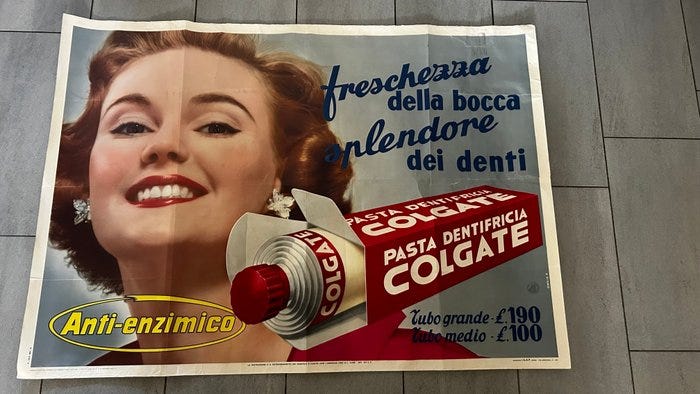 freschezza
della bocca
splendore
dei denti
PASTA DENTIFRICIA
COLGATE
PASTA DENTIFRICIA
COLGATE
COLGATE
Anti-enzimico
Tubo grande - £. 190
Tubo medio - £. 100